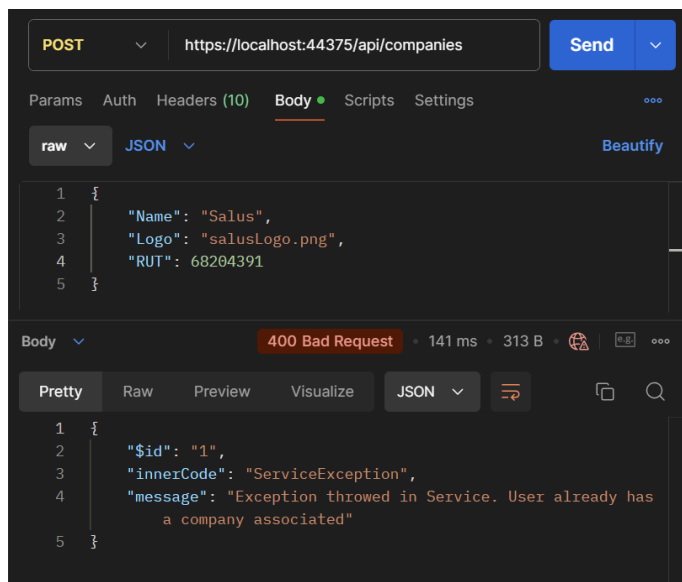 POST https://localhost:44375/api/companies Send
Params Auth Headers (10) Body Scripts Settings
raw JSON Beautify
1 {
2 "Name": "Salus",
3 "Logo": "salusLogo.png",
4 "RUT": 68204391
5 }
Body 400 Bad Request 141 ms 313 B e.g.
Pretty Raw Preview Visualize JSON
1 {
2 "$id": "1",
3 "innerCode": "ServiceException",
4 "message": "Exception throwed in Service. User already has
a company associated"
5 }